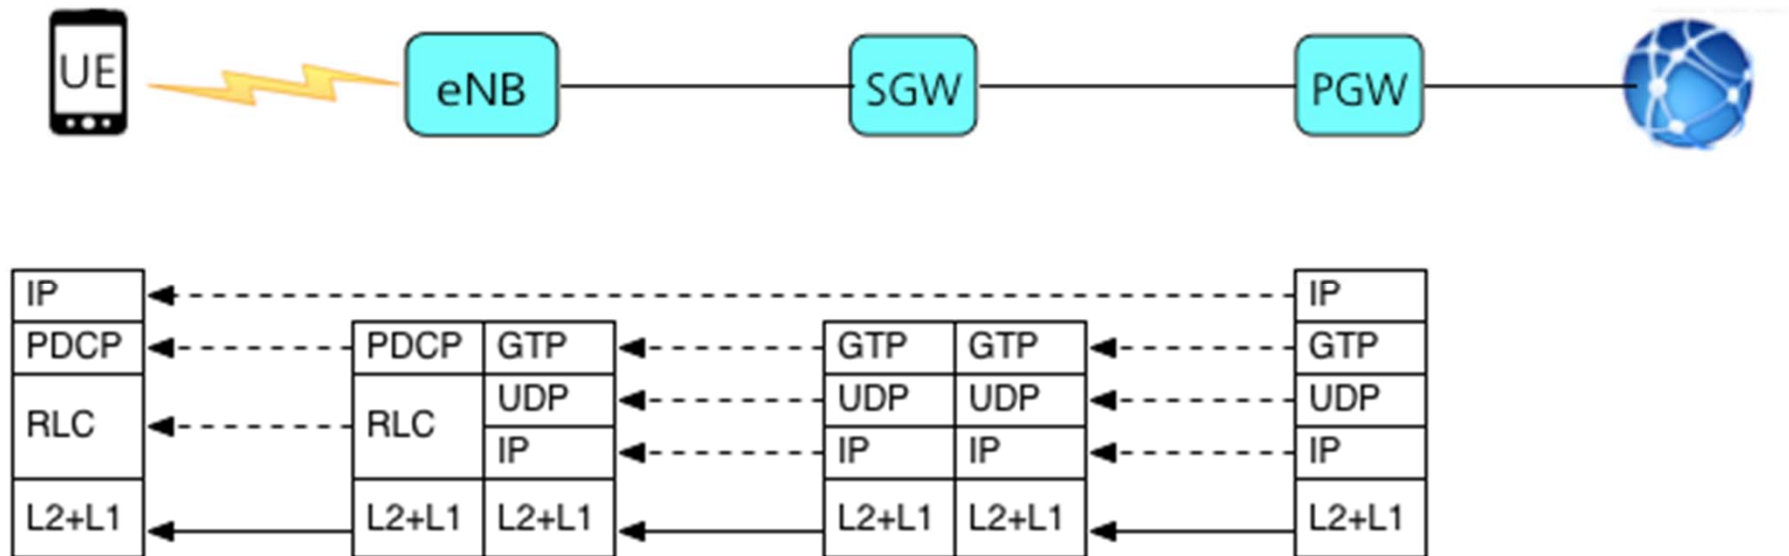 UE eNB SGW PGW
IP IP
PDCP PDCP GTP GTP GTP GTP
RLC RLC UDP UDP UDP UDP
IP IP IP IP
L2+L1 L2+L1 L2+L1 L2+L1 L2+L1 L2+L1